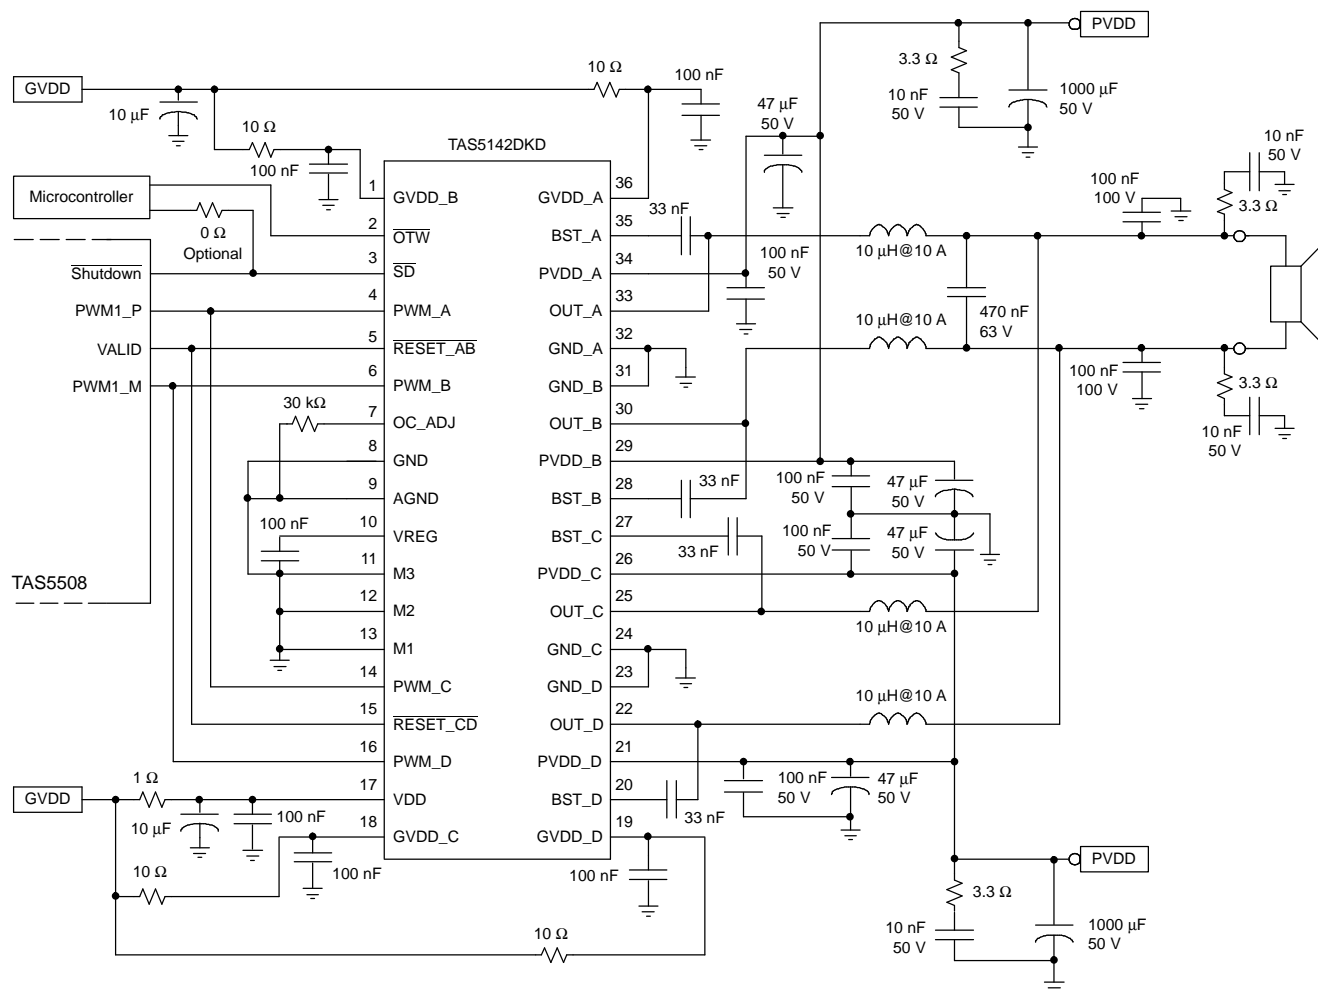 PVDD
3.3 Ω
10 nF
50 V
1000 μF
50 V
GVDD
10 μF
10 Ω
100 nF
10 Ω
100 nF
47 μF
50 V
TAS5142DKD
Microcontroller
0 Ω
Optional
Shutdown
PWM1_P
VALID
PWM1_M
TAS5508
30 kΩ
100 nF
1
GVDD_B
2
OTW
3
SD
4
PWM_A
5
RESET_AB
6
PWM_B
7
OC_ADJ
8
GND
9
AGND
10
VREG
11
M3
12
M2
13
M1
14
PWM_C
15
RESET_CD
16
PWM_D
17
VDD
18
GVDD_C
36
GVDD_A
35
BST_A
34
PVDD_A
33
OUT_A
32
GND_A
31
GND_B
30
OUT_B
29
PVDD_B
28
BST_B
27
BST_C
26
PVDD_C
25
OUT_C
24
GND_C
23
GND_D
22
OUT_D
21
PVDD_D
20
BST_D
19
GVDD_D
33 nF
100 nF
50 V
10 μH@10 A
10 μH@10 A
470 nF
63 V
100 nF
100 V
10 nF
50 V
3.3 Ω
100 nF
100 V
3.3 Ω
10 nF
50 V
33 nF
33 nF
100 nF
50 V
47 μF
50 V
100 nF
50 V
47 μF
50 V
10 μH@10 A
10 μH@10 A
100 nF
50 V
47 μF
50 V
33 nF
100 nF
GVDD
1 Ω
10 μF
100 nF
100 nF
10 Ω
10 Ω
PVDD
3.3 Ω
10 nF
50 V
1000 μF
50 V